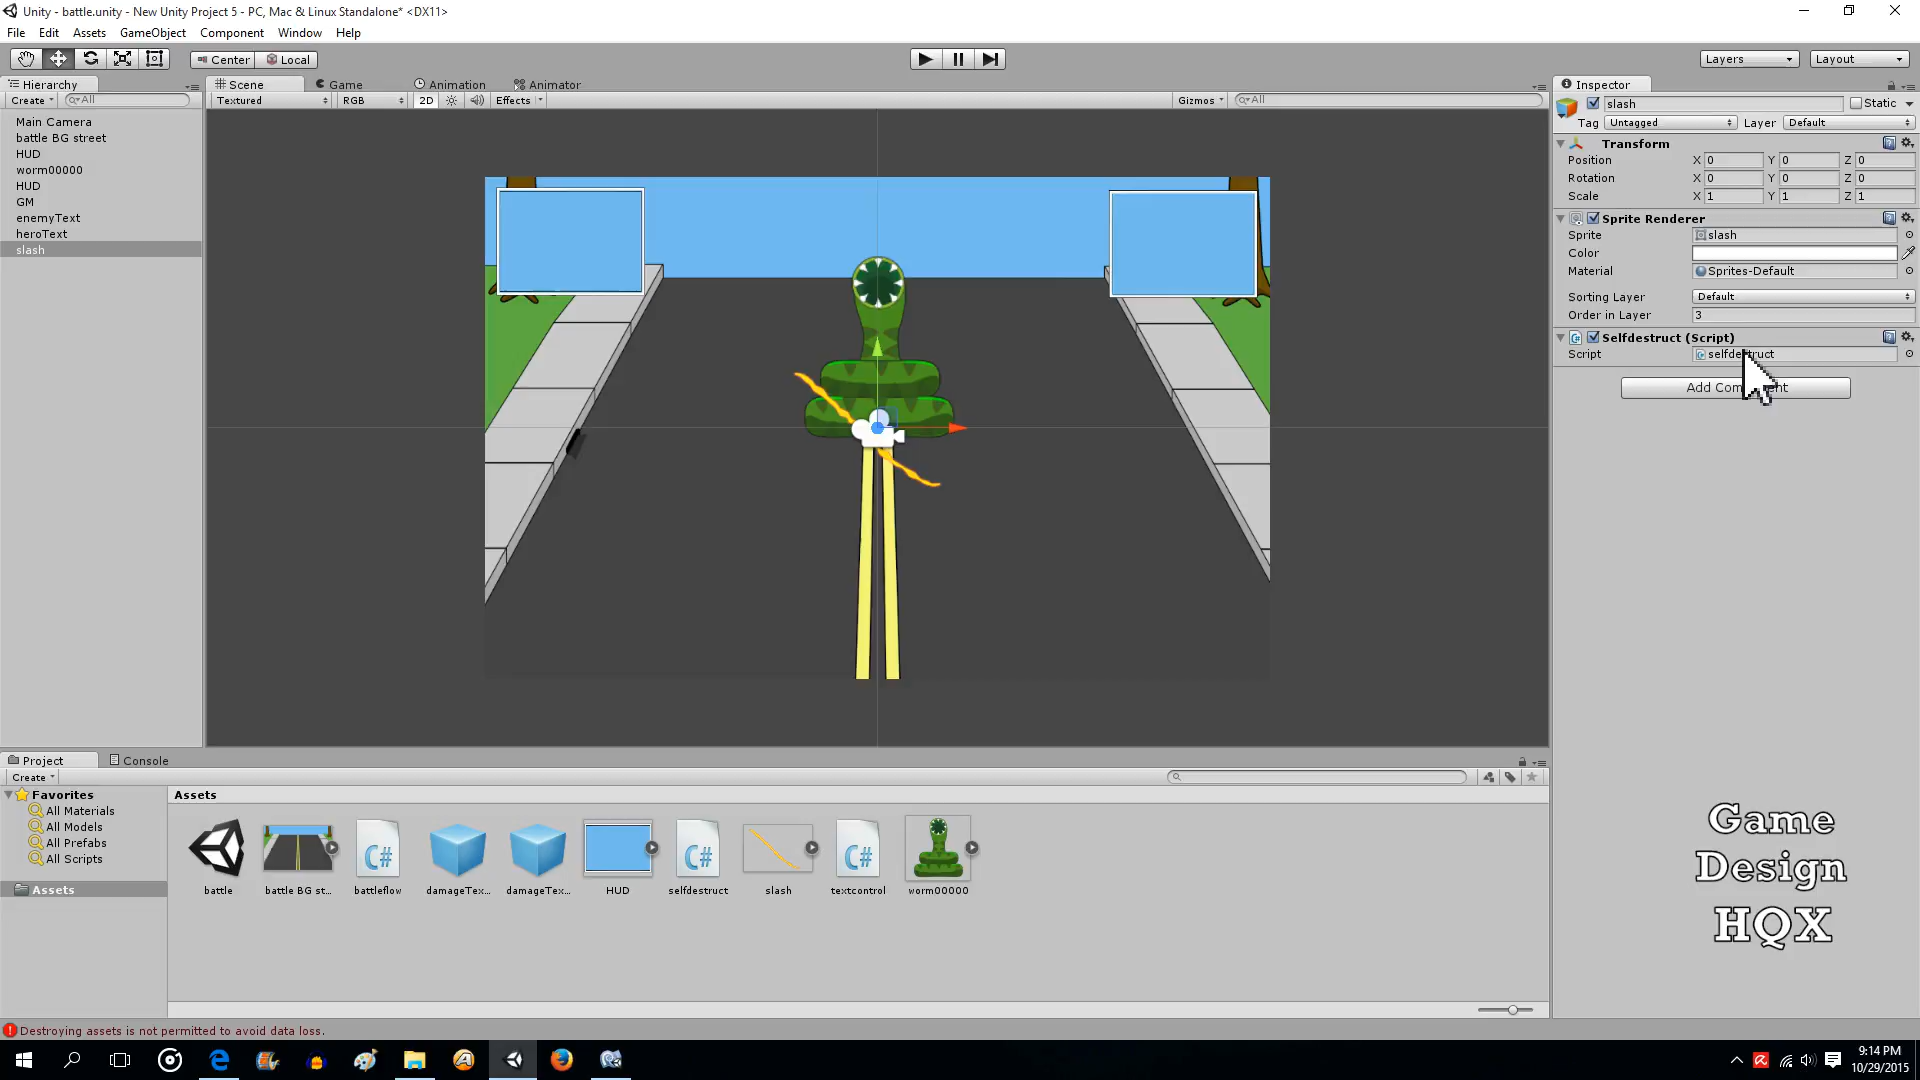 Unity - battle.unity - New Unity Project 5 - PC, Mac & Linux Standalone* <DX11>
File Edit Assets GameObject Component Window Help
Center Local Layers Layout
Hierarchy Scene Game Animation Animator Inspector
Create All Textured RGB 2D Effects Gizmos All
slash Static
Tag Untagged Layer Default
Main Camera
battle BG street
HUD
worm00000
HUD
GM
enemyText
heroText
slash
Transform
Position X 0 Y 0 Z 0
Rotation X 0 Y 0 Z 0
Scale X 1 Y 1 Z 1
Sprite Renderer
Sprite slash
Color
Material Sprites-Default
Sorting Layer Default
Order in Layer 3
C# Selfdestruct (Script)
Script
Project Console
Create
Favorites
All Materials
All Models
All Prefabs
All Scripts
Assets
Assets
C# C# C#
battle battle BG st... battleflow damageTex... damageTex... HUD selfdestruct slash textcontrol worm00000
Game
Design
HQX
Destroying assets is not permitted to avoid data loss.
9:14 PM
10/29/2015